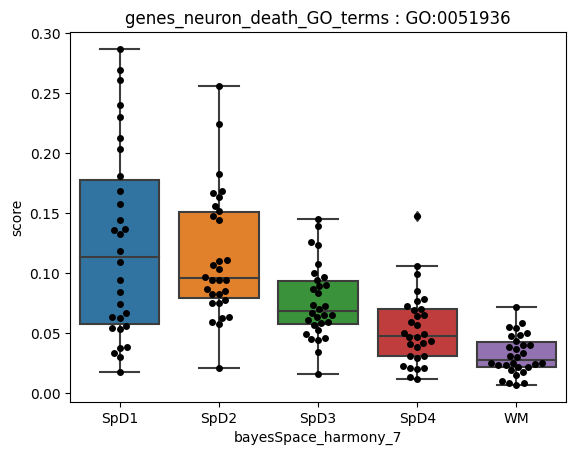 genes_neuron_death_GO_terms : GO:0051936
0.30
0.25
0.20
0.15
0.10
0.05
0.00
score
SpD1 SpD2 SpD3 SpD4 WM
bayesSpace_harmony_7